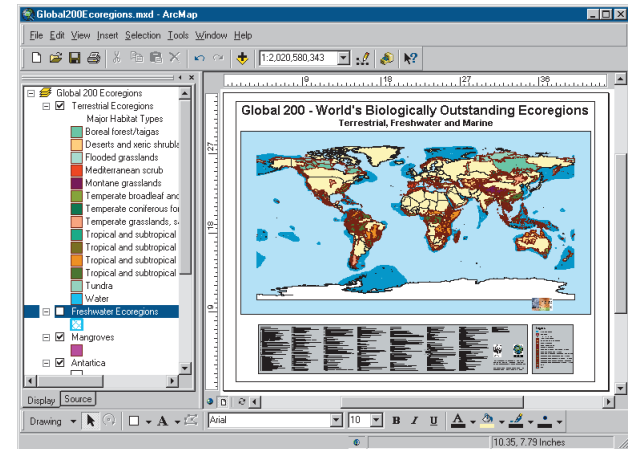 Global200Ecoregions.mxd - ArcMap
File Edit View Insert Selection Tools Window Help
1:2,020,580,343
Global 200 Ecoregions
Terrestrial Ecoregions
Major Habitat Types
Boreal forest/taigas
Deserts and xeric shrubla
Flooded grasslands
Mediterranean scrub
Montane grasslands
Temperate broadleaf and
Temperate coniferous for
Temperate grasslands, s
Tropical and subtropical
Tropical and subtropical
Tropical and subtropical
Tropical and subtropical
Tundra
Water
Freshwater Ecoregions
Mangroves
Antartica
Display Source
9 18 27 36
27
18
9
Global 200 - World's Biologically Outstanding Ecoregions
Terrestrial, Freshwater and Marine
Drawing A Arial 10 B I U A
10.35, 7.79 Inches